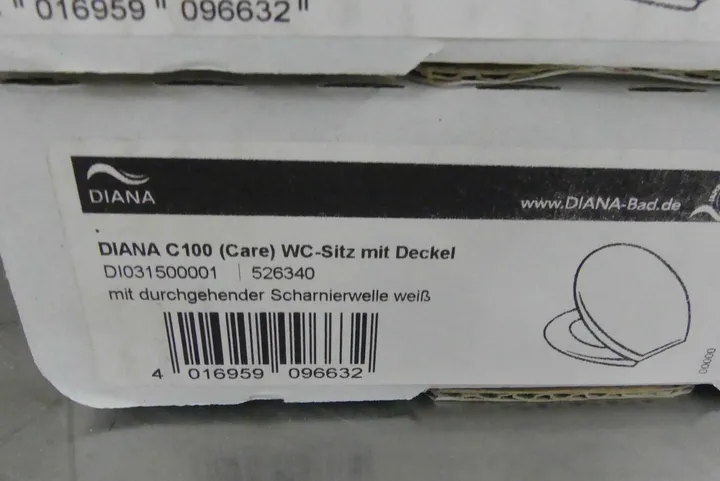 " 016959 " 096632 "
DIANA
www.DIANA-Bad.de
DIANA C100 (Care) WC-Sitz mit Deckel
DI031500001 | 526340
mit durchgehender Scharnierwelle weiß
4 016959 096632
00000